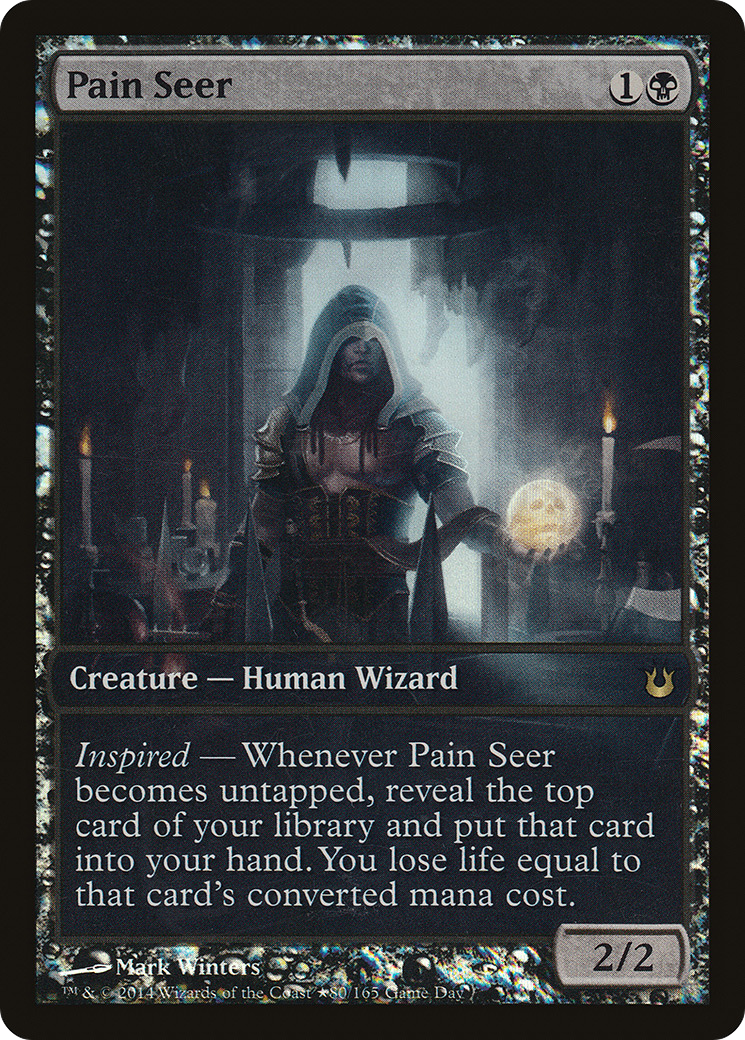 Pain Seer 1
Creature — Human Wizard
Inspired — Whenever Pain Seer
becomes untapped, reveal the top
card of your library and put that card
into your hand. You lose life equal to
that card's converted mana cost.
2/2
Mark Winters
™ & © 2014 Wizards of the Coast ★80/165 Game Day